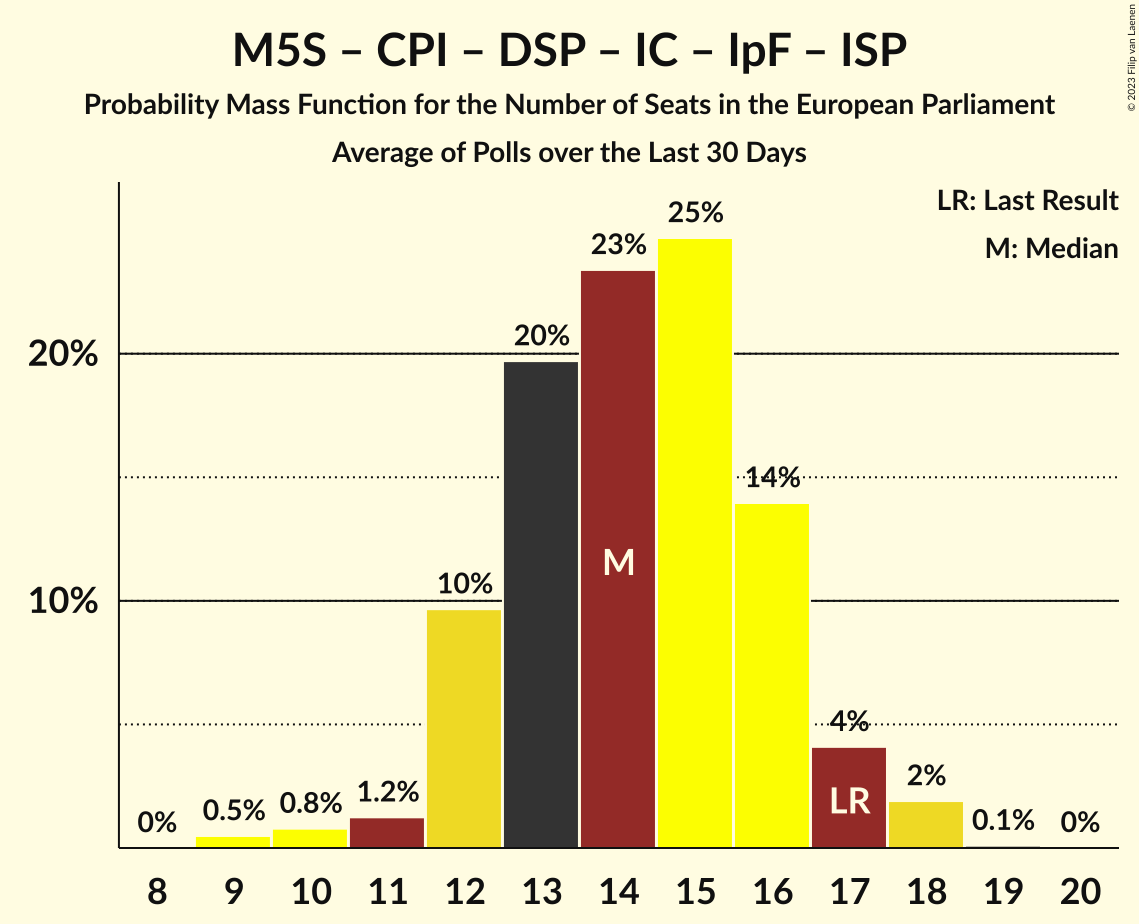 M5S – CPI – DSP – IC – IpF – ISP
Probability Mass Function for the Number of Seats in the European Parliament
Average of Polls over the Last 30 Days
© 2023 Filip van Laenen
LR: Last Result
M: Median
25%
23%
20%
20%
14%
M
10%
10%
4%
LR
2%
1.2%
0.8%
0.5%
0%
0.1%
0%
8 9 10 11 12 13 14 15 16 17 18 19 20